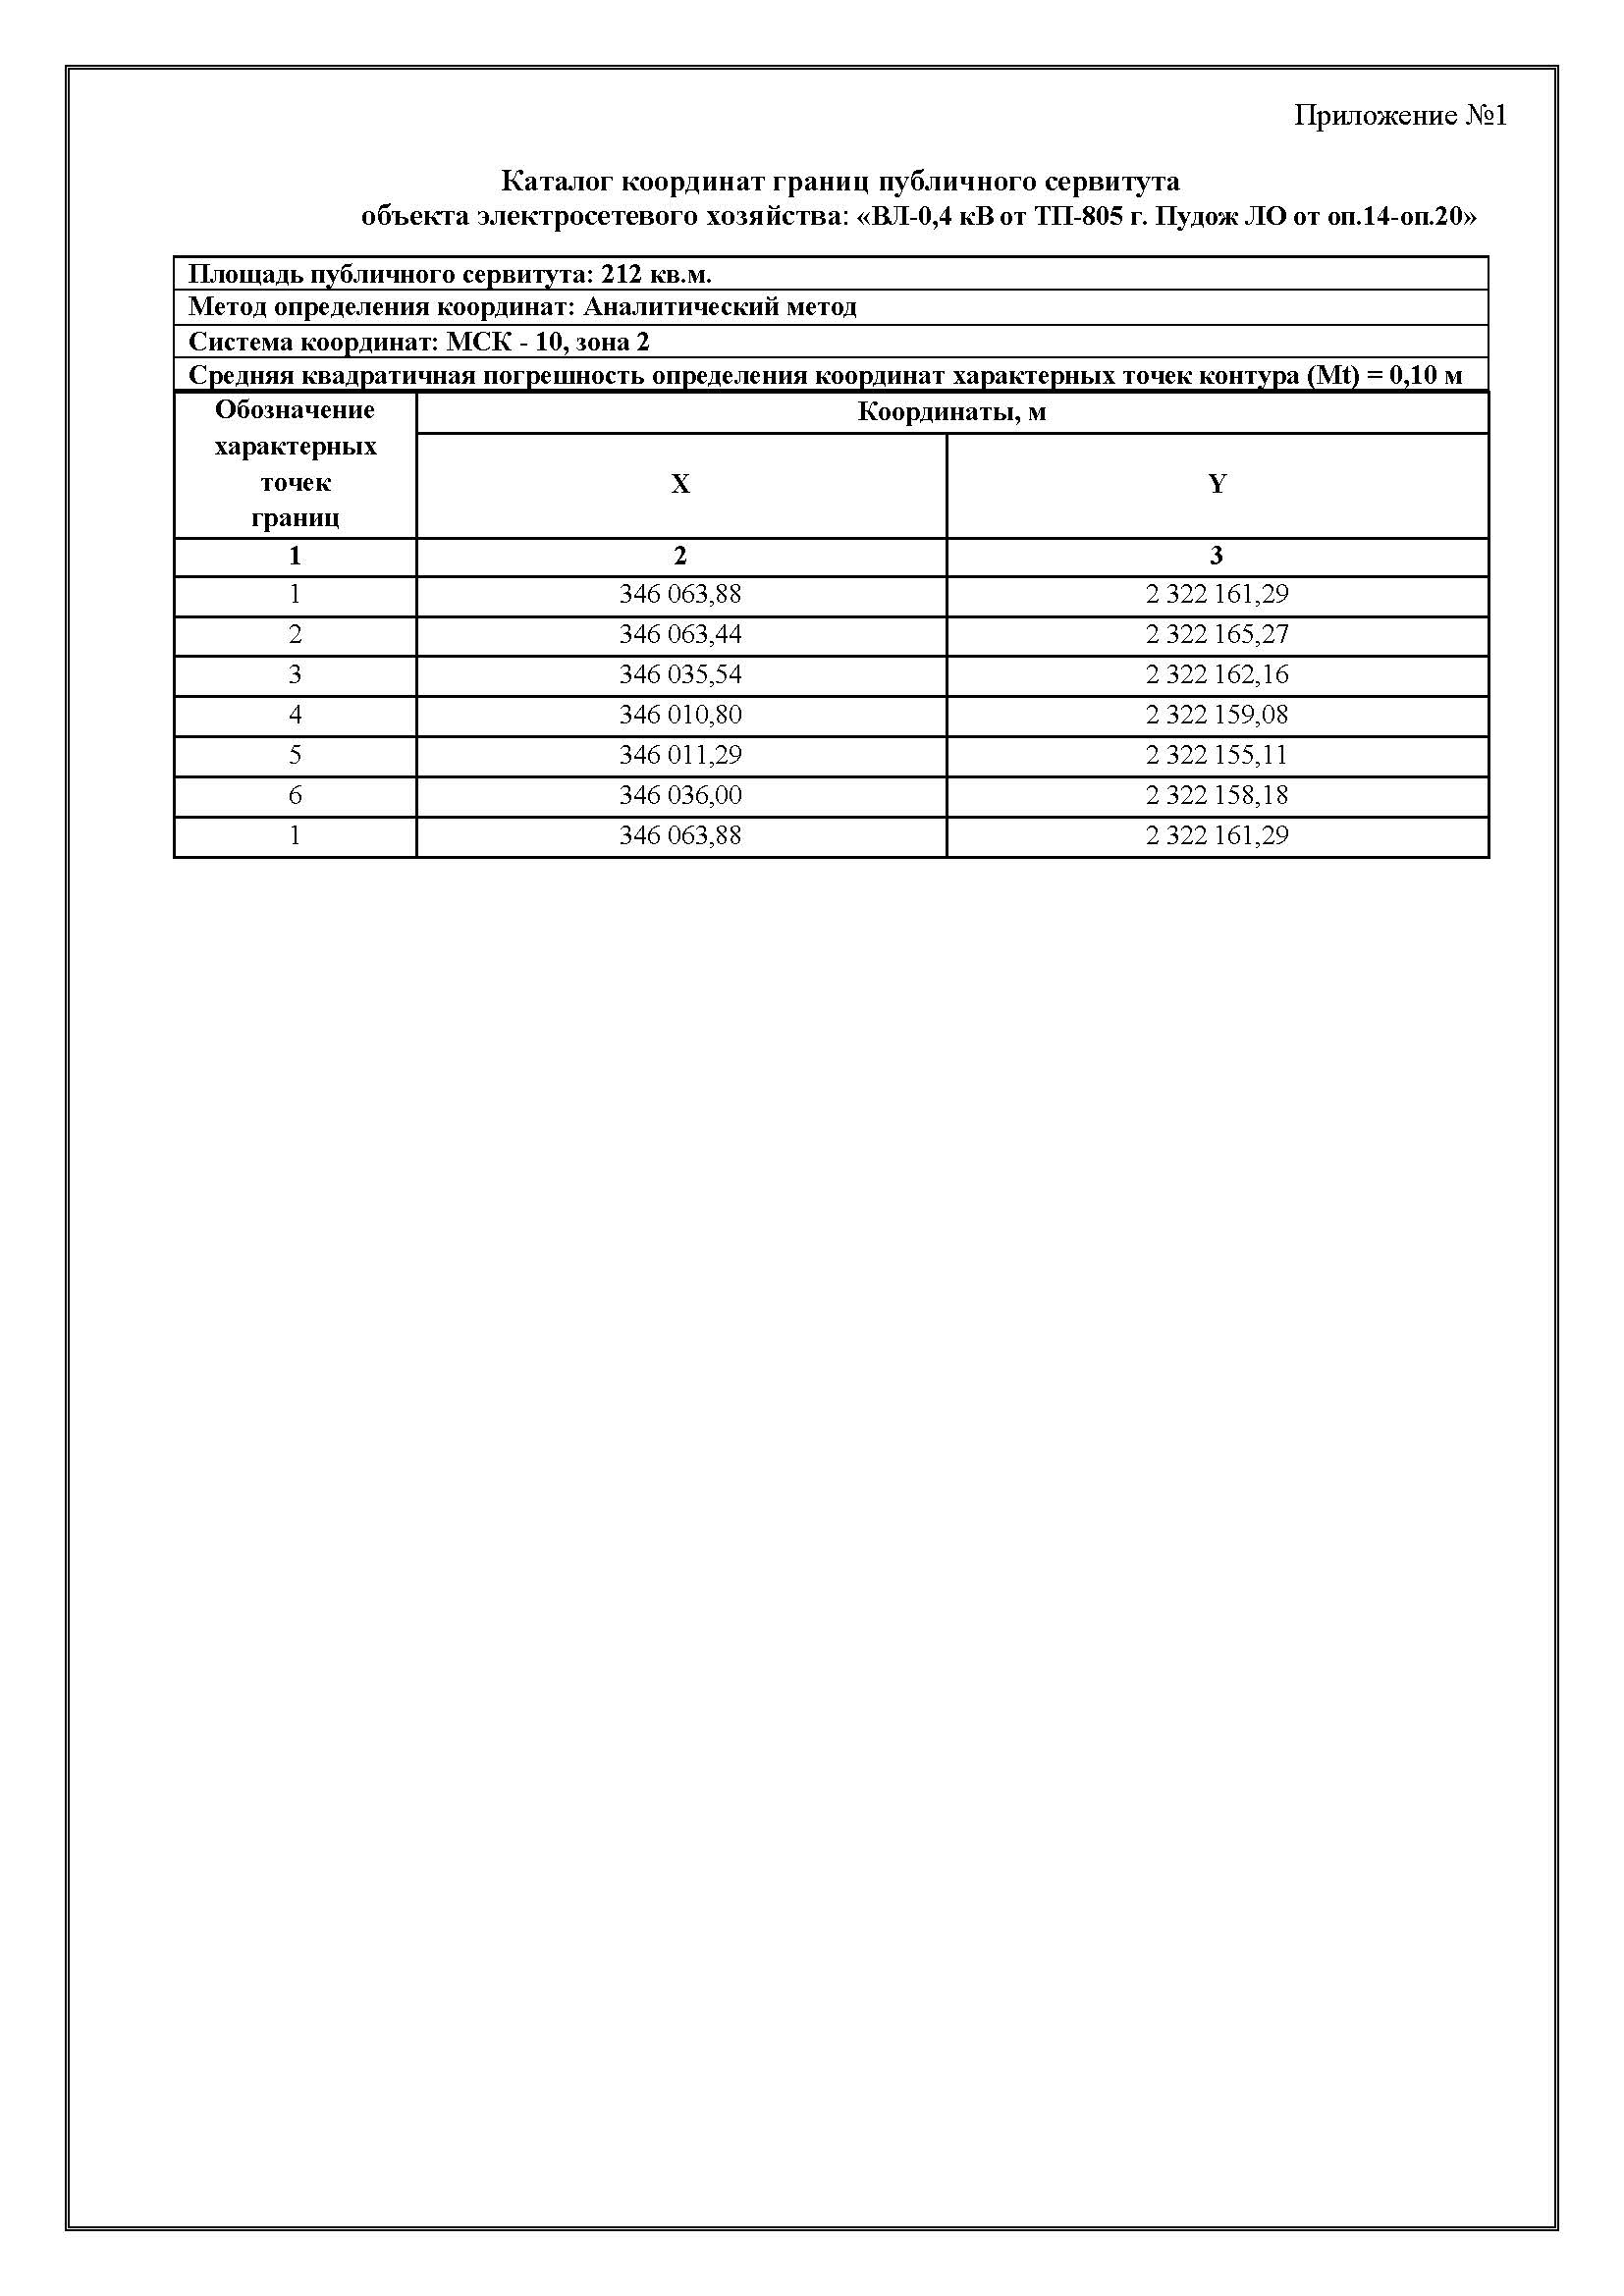 Приложение №1
Каталог координат границ публичного сервитута
объекта электросетевого хозяйства: «ВЛ-0,4 кВ от ТП-805 г. Пудож ЛО от оп.14-оп.20»
Площадь публичного сервитута: 212 кв.м.
Метод определения координат: Аналитический метод
Система координат: МСК - 10, зона 2
Средняя квадратичная погрешность определения координат характерных точек контура (Mt) = 0,10 м
Обозначение
характерных
точек
границ
Координаты, м
X Y
1 2 3
1 346 063,88 2 322 161,29
2 346 063,44 2 322 165,27
3 346 035,54 2 322 162,16
4 346 010,80 2 322 159,08
5 346 011,29 2 322 155,11
6 346 036,00 2 322 158,18
1 346 063,88 2 322 161,29